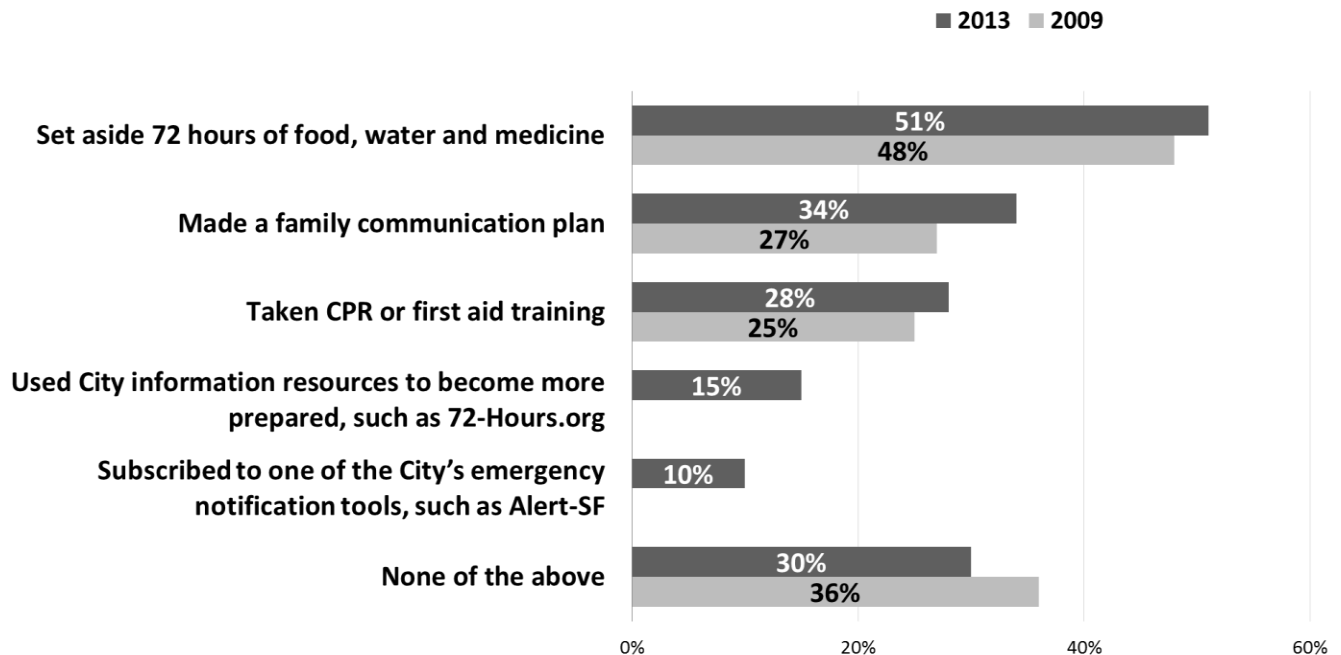 2013 2009
Set aside 72 hours of food, water and medicine
51%
48%
Made a family communication plan
34%
27%
Taken CPR or first aid training
28%
25%
Used City information resources to become more
prepared, such as 72-Hours.org
15%
Subscribed to one of the City’s emergency
notification tools, such as Alert-SF
10%
None of the above
30%
36%
0% 20% 40% 60%